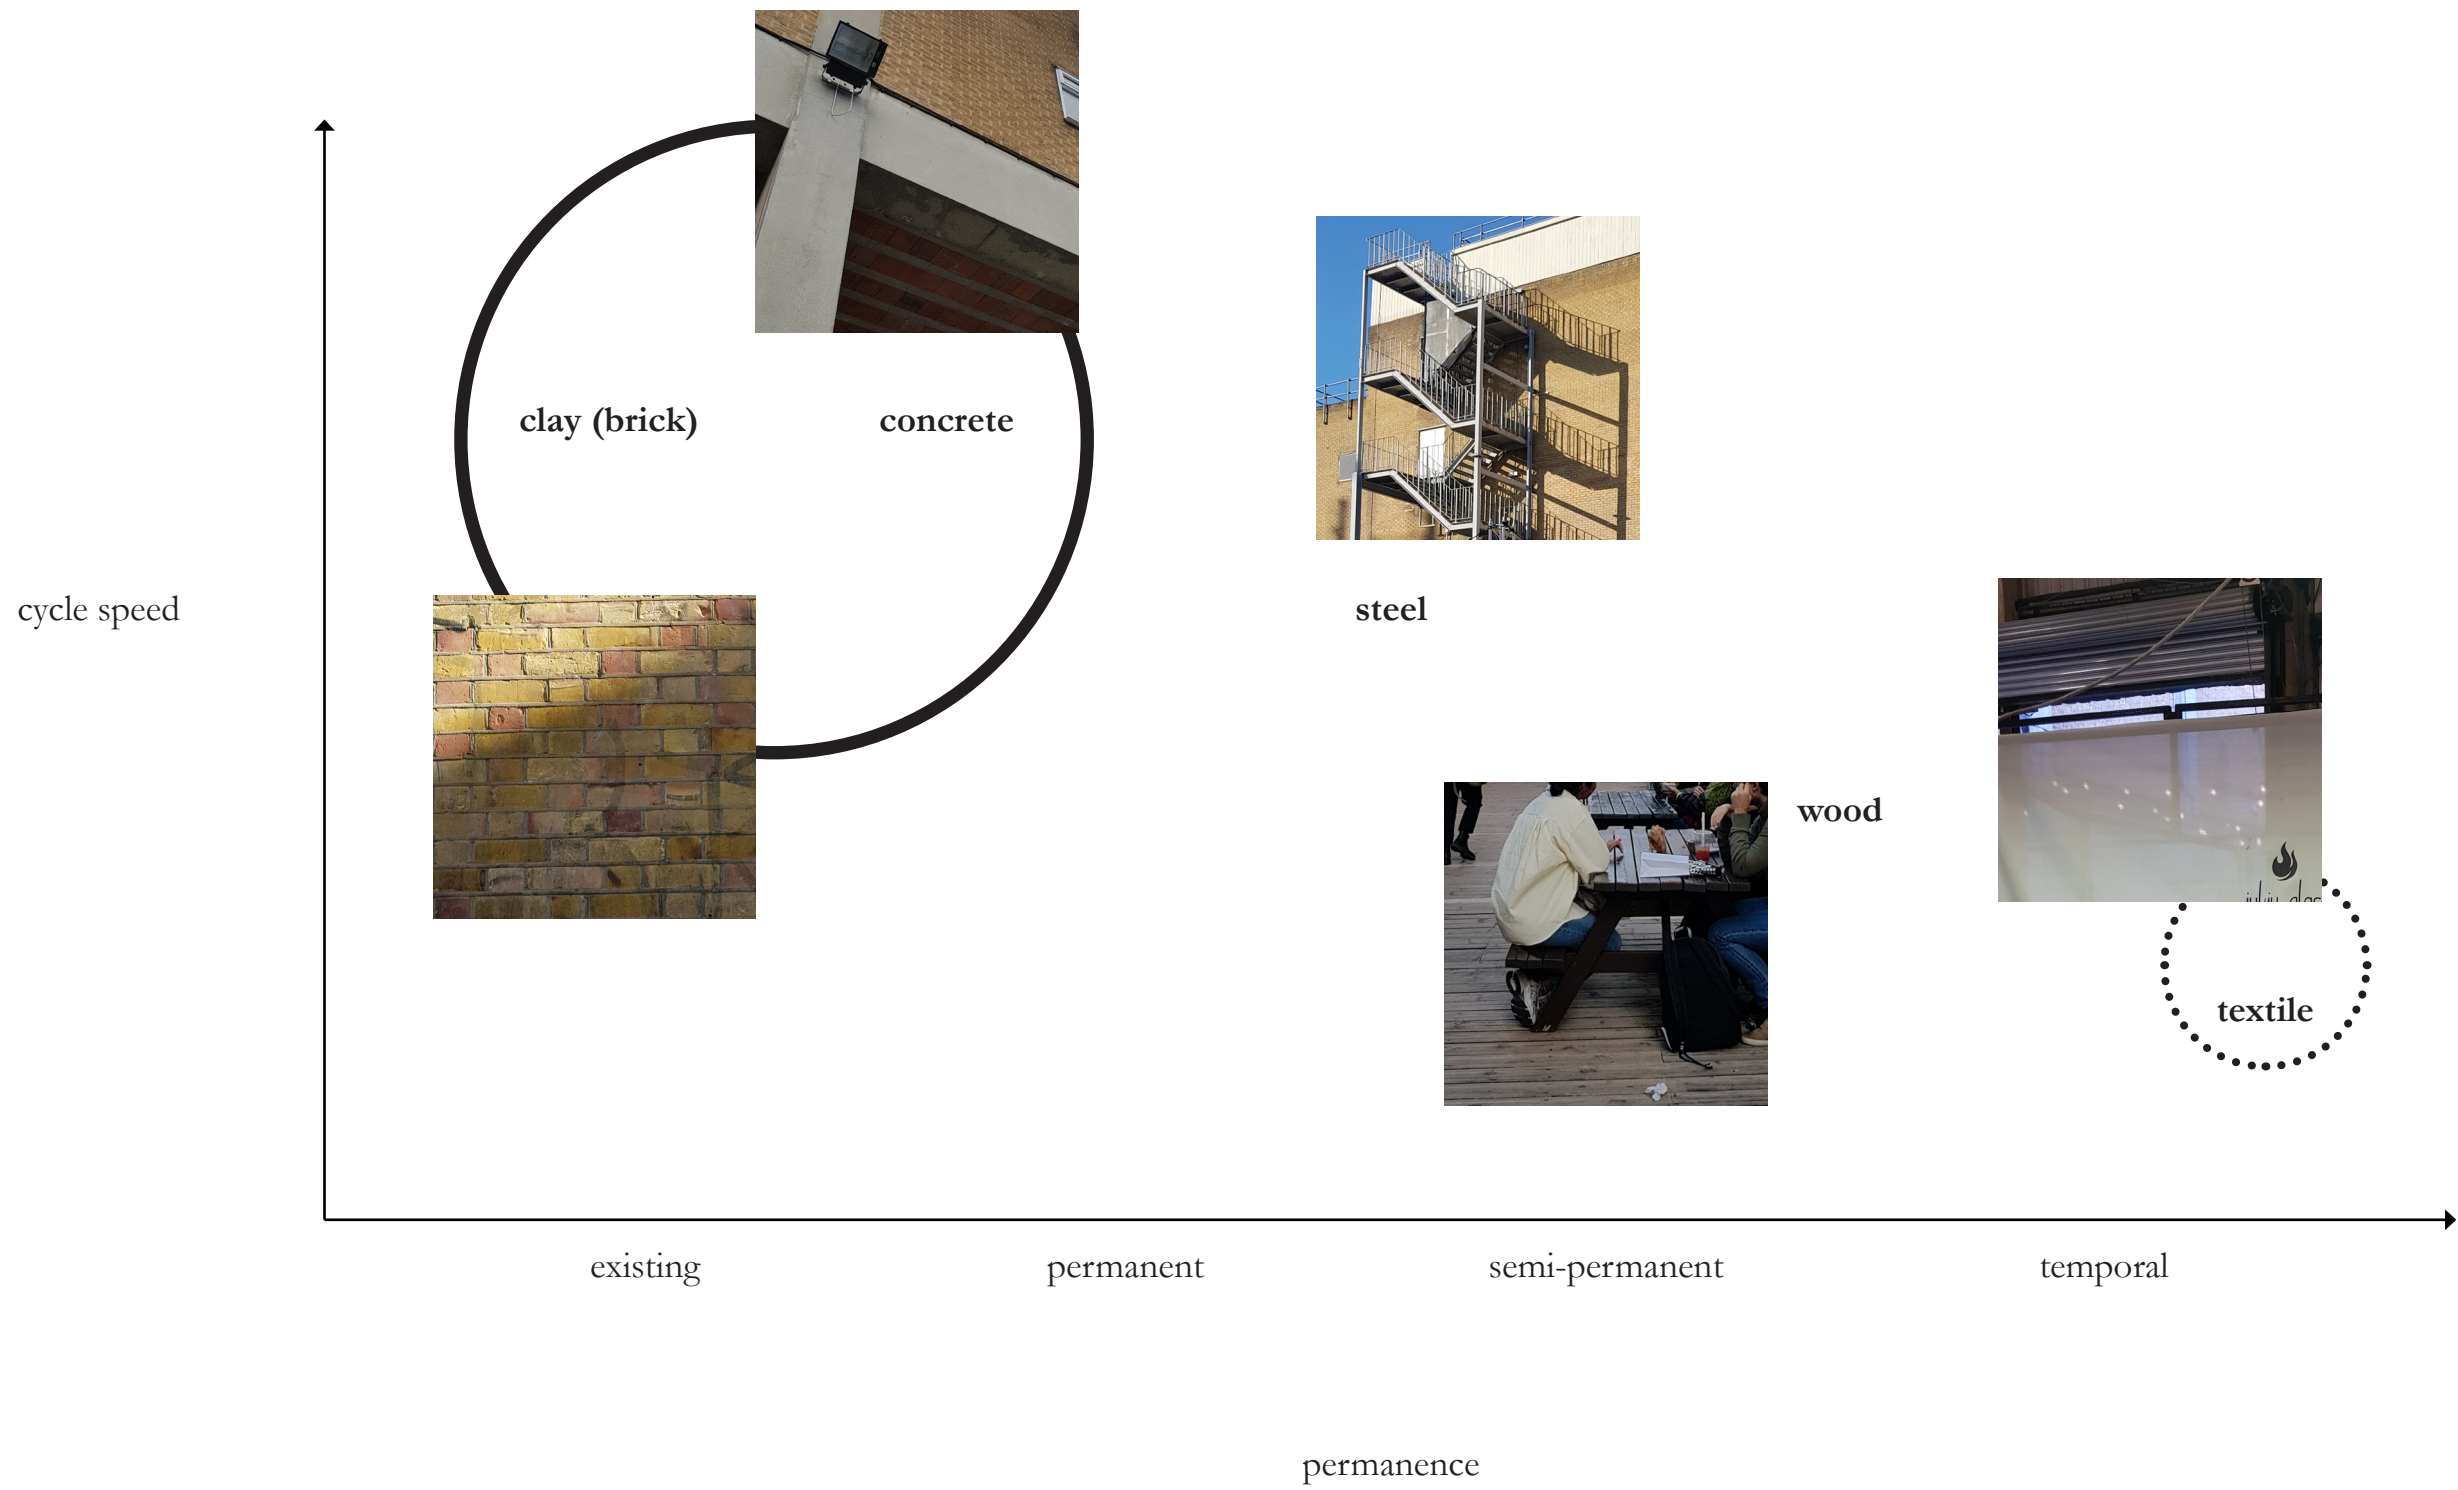 clay (brick)
concrete
cycle speed
steel
wood
textile
existing
permanent
semi-permanent
temporal
permanence